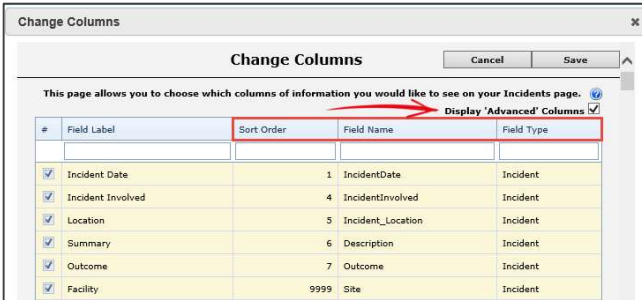 Change Columns
Change Columns Cancel Save
This page allows you to choose which columns of information you would like to see on your Incidents page.
Display 'Advanced' Columns
# Field Label Sort Order Field Name Field Type
Incident Date 1 IncidentDate Incident
Incident Involved 4 IncidentInvolved Incident
Location 5 Incident_Location Incident
Summary 6 Description Incident
Outcome 7 Outcome Incident
Facility 9999 Site Incident